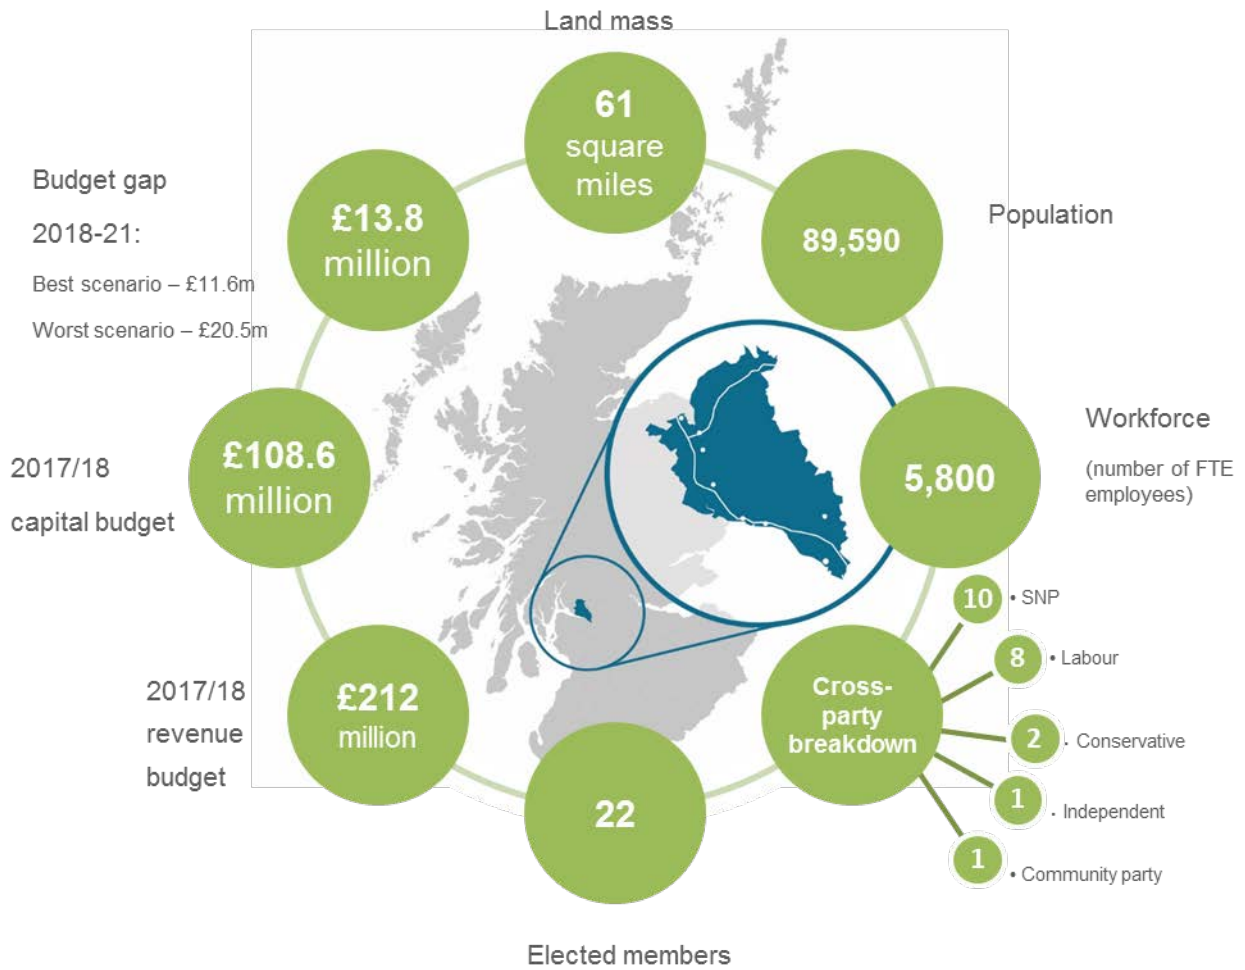 Land mass
61
square
miles
Budget gap
2018-21:
Best scenario – £11.6m
Worst scenario – £20.5m
£13.8
million
Population
89,590
2017/18
capital budget
£108.6
million
Workforce
(number of FTE
employees)
5,800
2017/18
revenue
budget
£212
million
Cross-
party
breakdown
10 • SNP
8 • Labour
2 . Conservative
1 . Independent
1 • Community party
22
Elected members